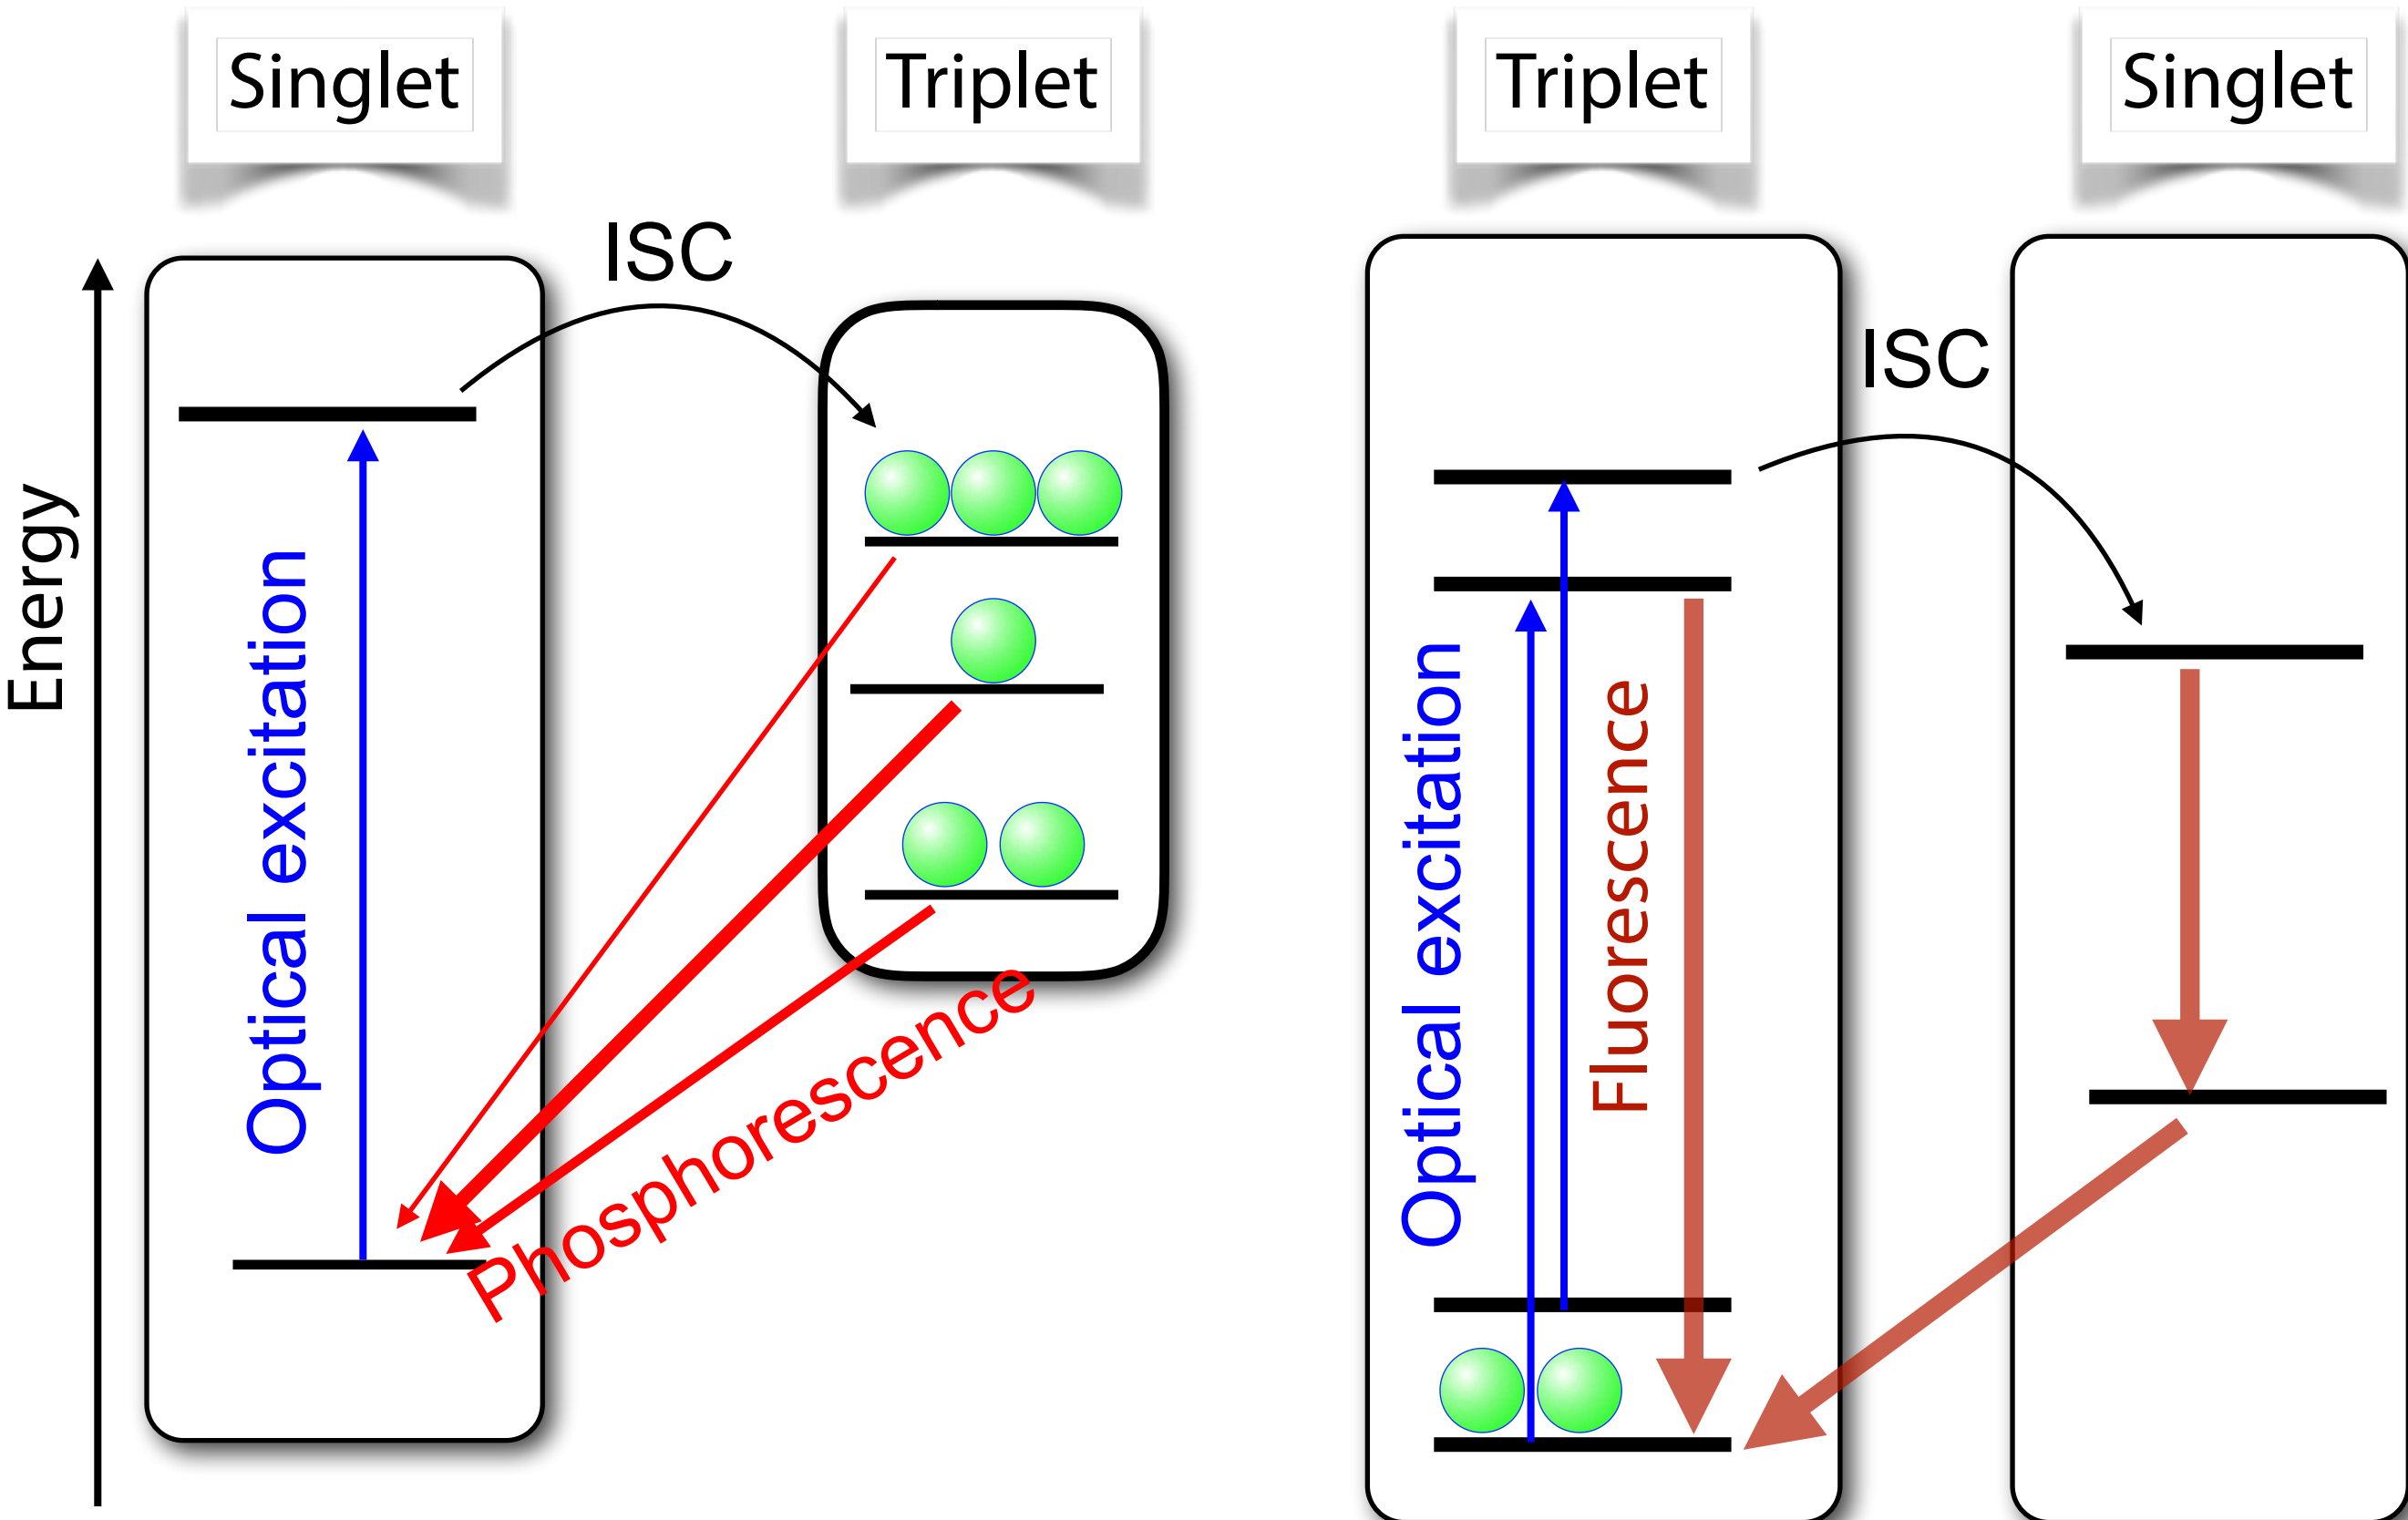 Singlet
Triplet
Triplet
Singlet
ISC
ISC
Energy
Optical excitation
Phosphorescence
Optical excitation
Fluorescence